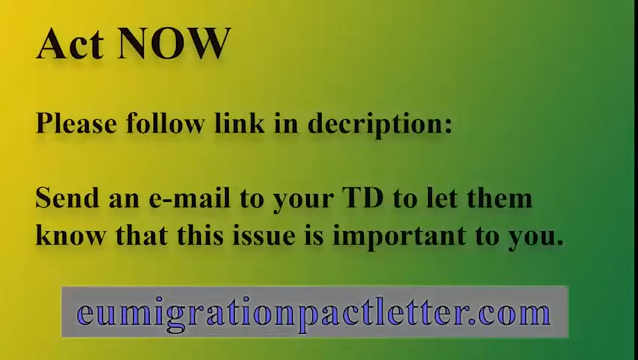 Act NOW
Please follow link in decription:
Send an e-mail to your TD to let them
know that this issue is important to you.
eumigrationpactletter.com